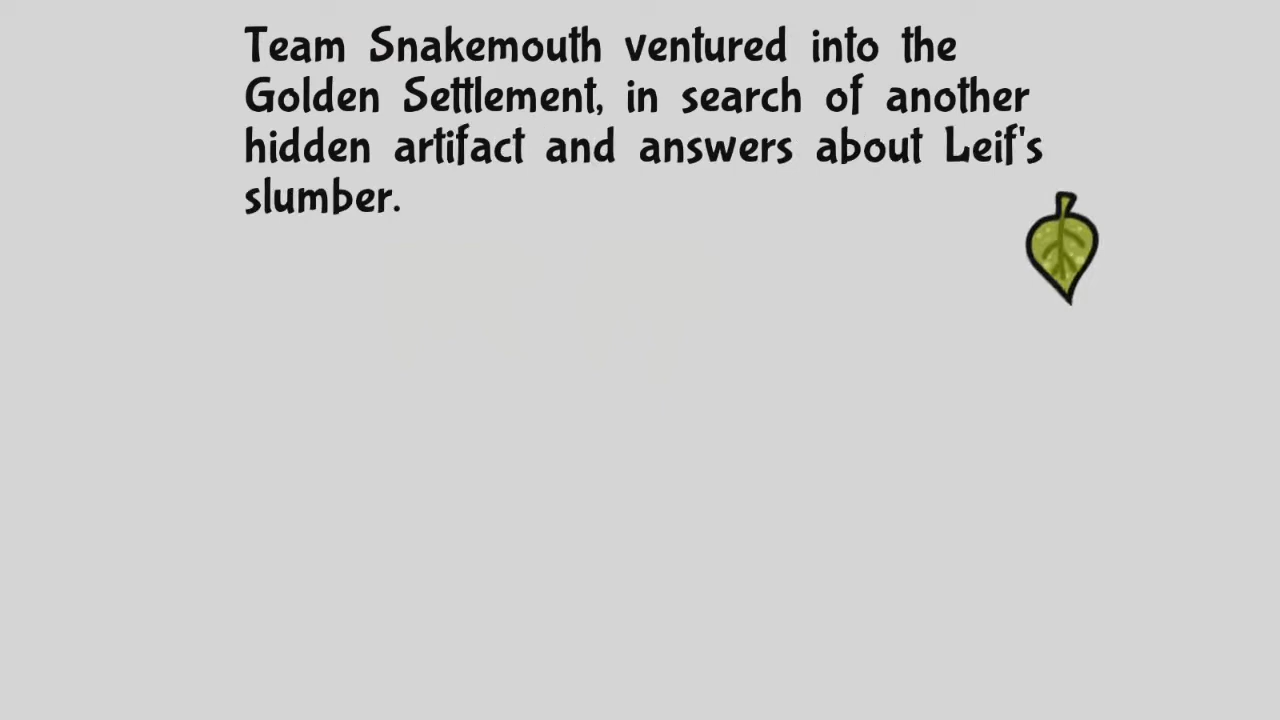 Team Snakemouth ventured into the
Golden Settlement, in search of another
hidden artifact and answers about Leif's
slumber.